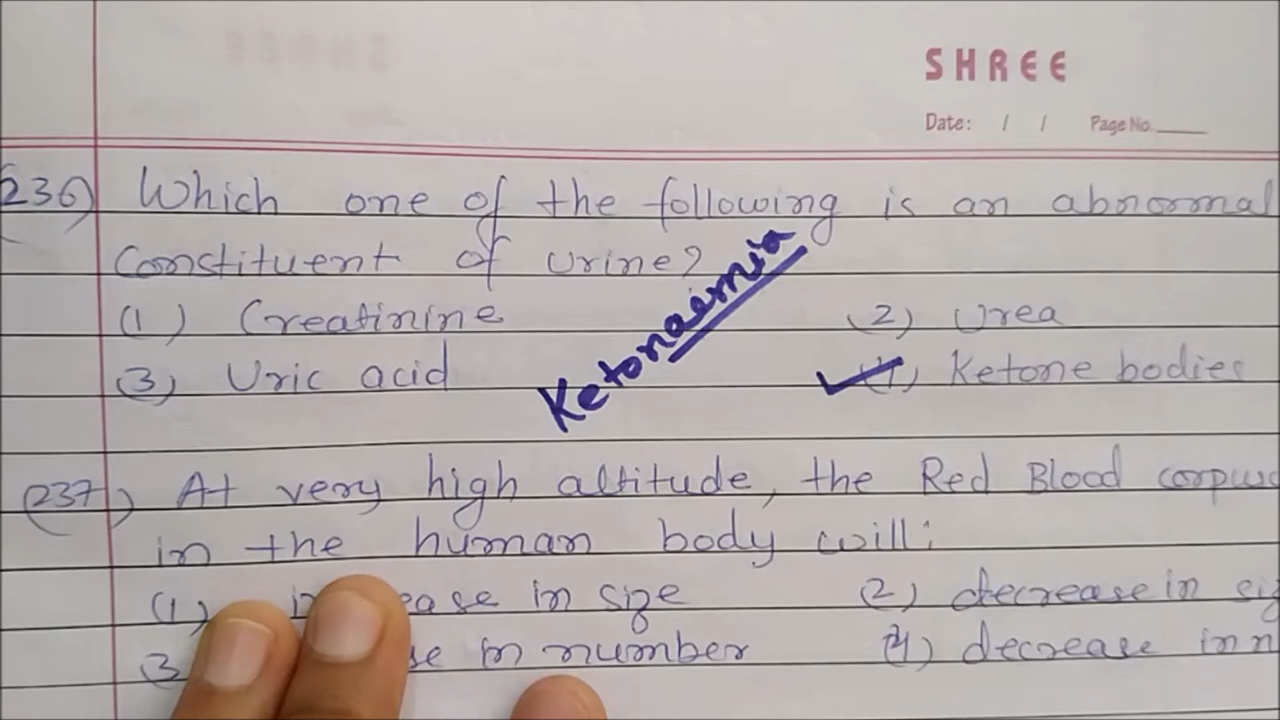 SHREE
Date: / / Page No.
236) Which one of the following is an abnormal
constituent of urine?
(1) Creatinine (2) Urea
(3) Uric acid (4) Ketone bodies
Ketonaemia
(237) At very high altitude, the Red Blood
in the human body will:
(1) in size (2) decrease in
(3 in number (4) decrease in